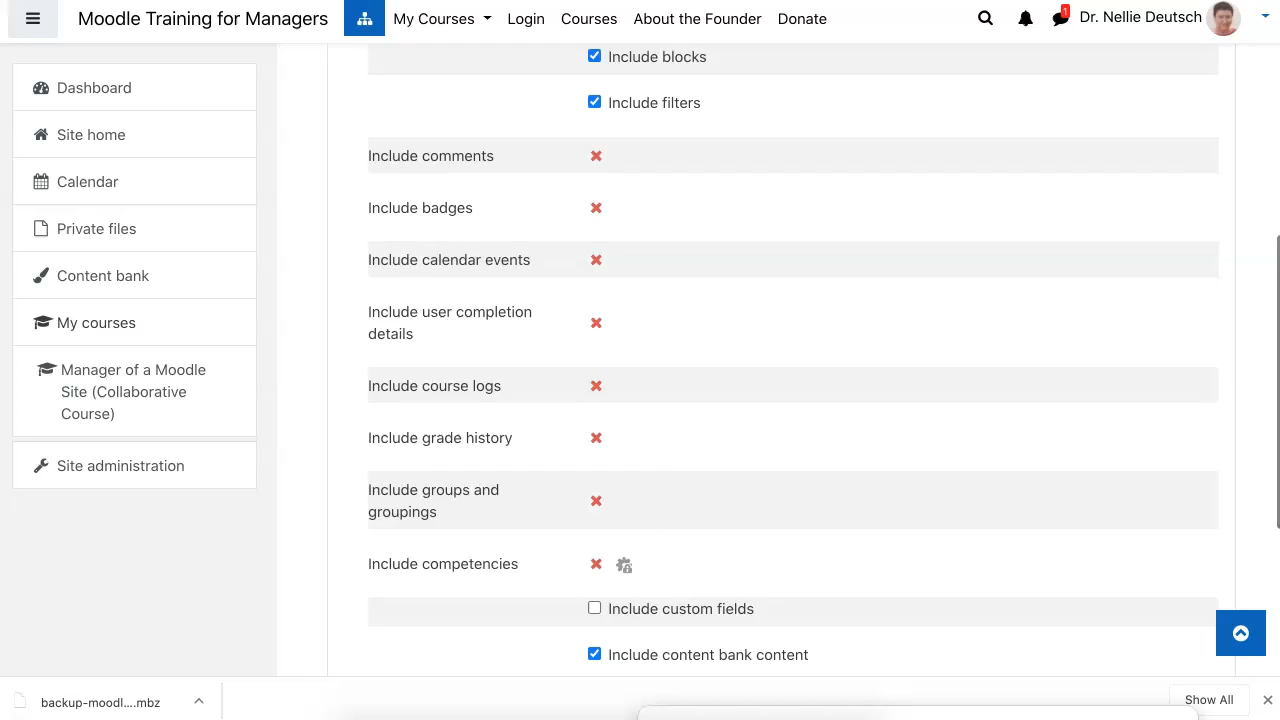 Moodle Training for Managers
My Courses
Login
Courses
About the Founder
Donate
1
Dr. Nellie Deutsch
Dashboard
Site home
Calendar
Private files
Content bank
My courses
Manager of a Moodle
Site (Collaborative
Course)
Site administration
Include blocks
Include filters
Include comments
Include badges
Include calendar events
Include user completion
details
Include course logs
Include grade history
Include groups and
groupings
Include competencies
Include custom fields
Include content bank content
backup-moodl....mbz
Show All